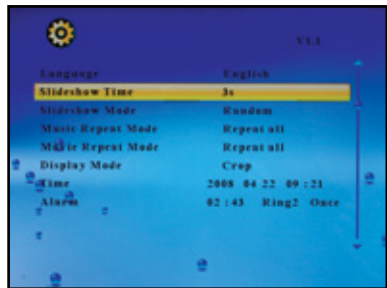 V1.1
Language English
Slideshow Time 3s
Slideshow Mode Random
Music Repeat Mode Repeat all
Movie Repeat Mode Repeat all
Display Mode Crop
Time 2008 04 22 09:21
Alarm 02:43 Ring2 Once